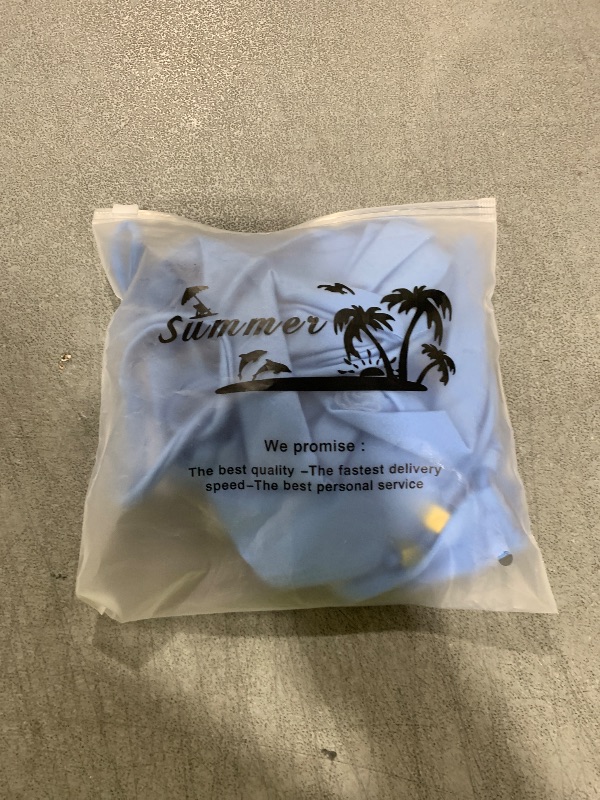 Summer
We promise :
The best quality –The fastest delivery
speed–The best personal service